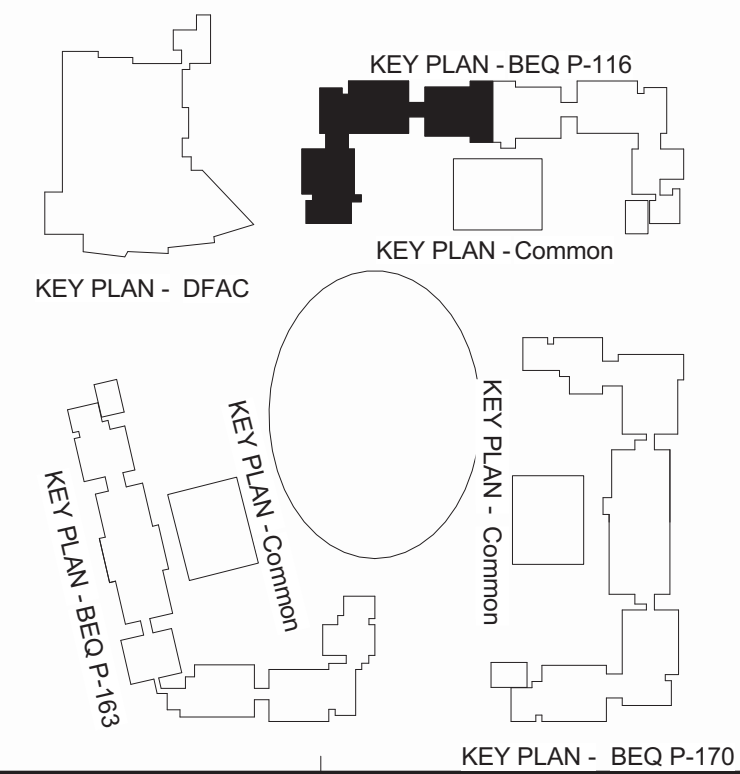 KEY PLAN - BEQ P-116
KEY PLAN - Common
KEY PLAN - DFAC
KEY PLAN - Common
KEY PLAN - Common
KEY PLAN - BEQ P-163
KEY PLAN - BEQ P-170